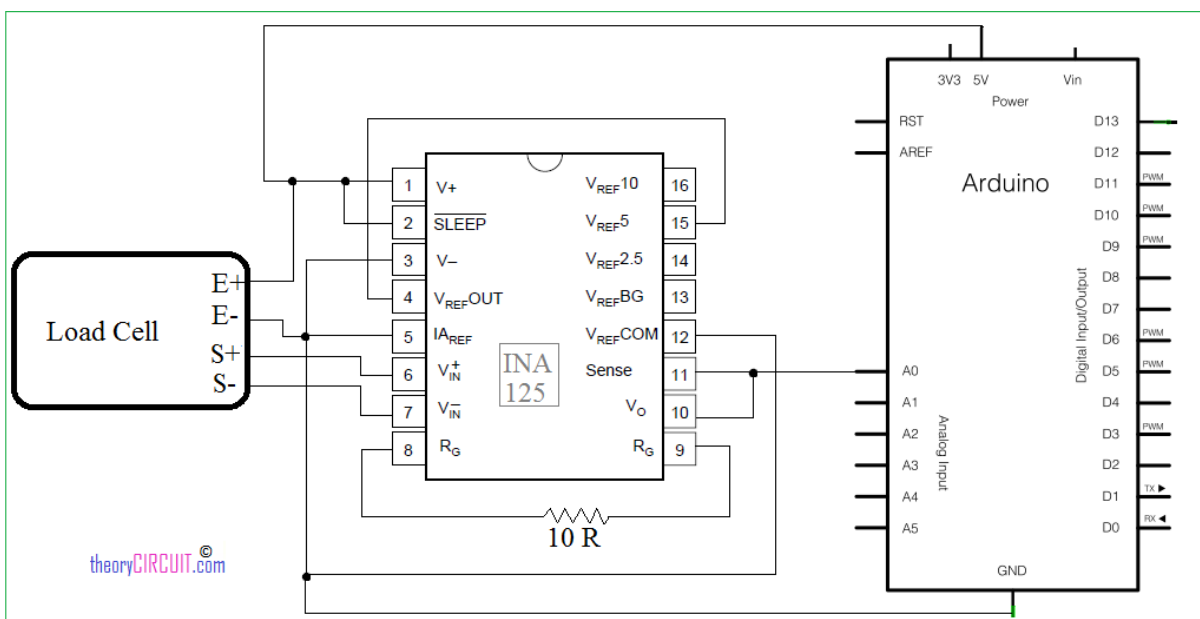 3V3 5V Vin
Power
RST
AREF
Arduino
D13
D12
D11 PWM
D10 PWM
D9 PWM
D8
D7
D6 PWM
D5 PWM
D4
D3 PWM
D2
D1 TX ▶
D0 RX ◀
Digital Input/Output
A0
A1
A2
A3
A4
A5
Analog Input
GND
1 V+
2 SLEEP
3 V–
4 VREFOUT
5 IAREF
6 V+IN
7 V–IN
8 RG
VREF10 16
VREF5 15
VREF2.5 14
VREFBG 13
VREFCOM 12
Sense 11
VO 10
RG 9
INA
125
Load Cell
E+
E-
S+
S-
10 R
©
theoryCIRCUIT.com